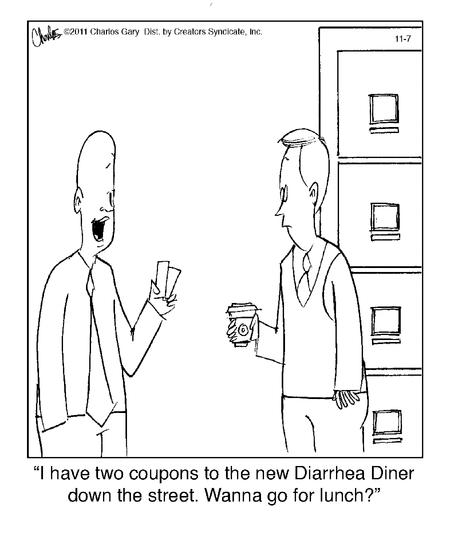 Charlos ©2011 Charlos Gary Dist. by Creators Syndicate, Inc.
11-7
“I have two coupons to the new Diarrhea Diner
down the street. Wanna go for lunch?”